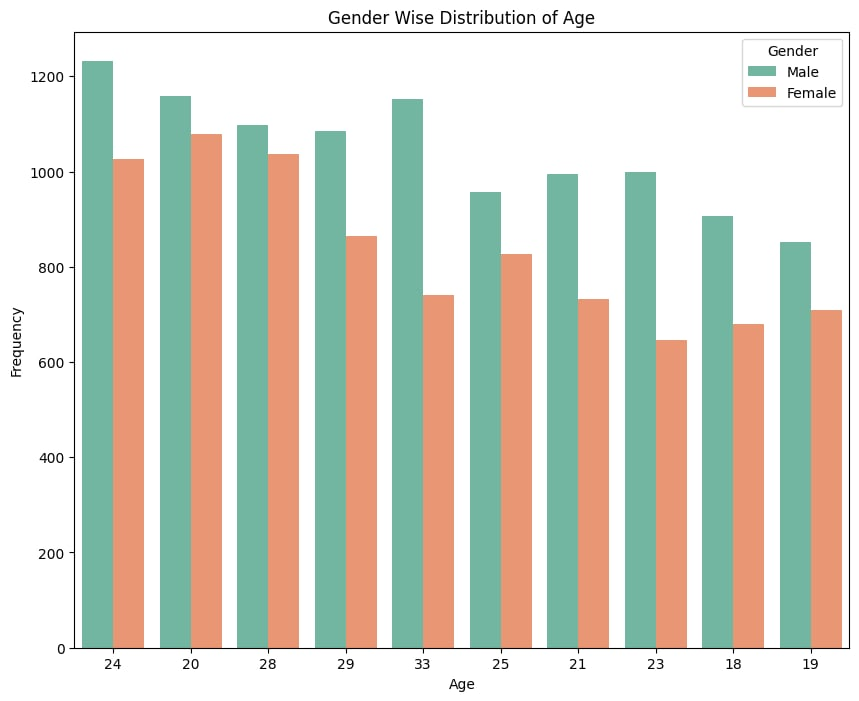 Gender Wise Distribution of Age
Gender
Male
Female
1200
1000
800
600
400
200
0
Frequency
24 20 28 29 33 25 21 23 18 19
Age